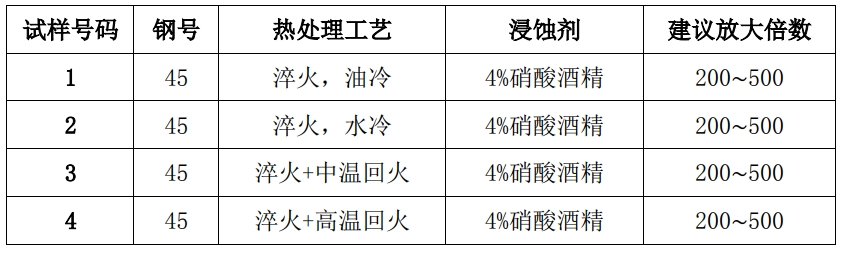 试样号码 钢号 热处理工艺 浸蚀剂 建议放大倍数
1 45 淬火，油冷 4%硝酸酒精 200~500
2 45 淬火，水冷 4%硝酸酒精 200~500
3 45 淬火+中温回火 4%硝酸酒精 200~500
4 45 淬火+高温回火 4%硝酸酒精 200~500